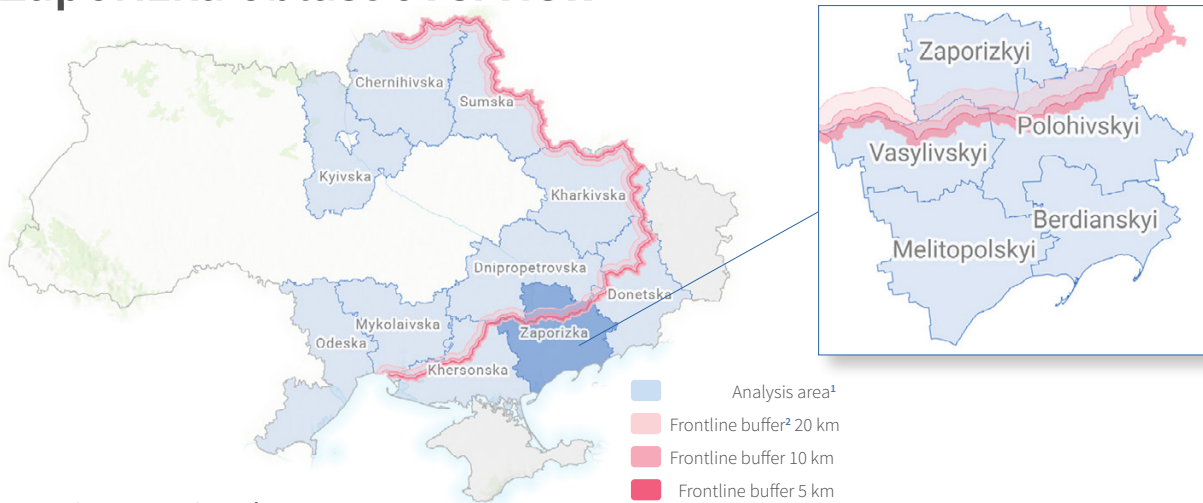 Chernihivska
Sumska
Kyivska
Kharkivska
Dnipropetrovska
Donetska
Zaporizka
Mykolaivska
Odeska
Khersonska
Zaporizkyi
Polohivskyi
Vasylivskyi
Berdianskyi
Melitopolskyi
Analysis area¹
Frontline buffer² 20 km
Frontline buffer 10 km
Frontline buffer 5 km